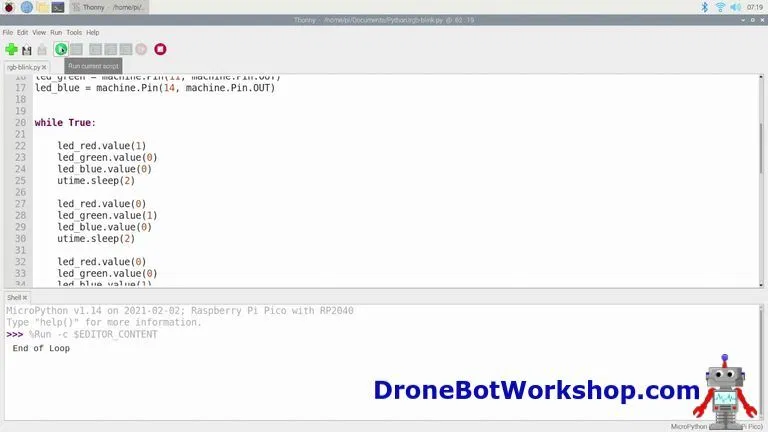 Thonny - /home/pi/...
07:19
Thonny - /home/pi/Documents/Python/rgb-blink.py @ 82 : 19
File Edit View Run Tools Help
Run current script
rgb-blink.py
16 led_green = machine.Pin(11, machine.Pin.OUT)
17 led_blue = machine.Pin(14, machine.Pin.OUT)
18
19
20 while True:
21
22 led_red.value(1)
23 led_green.value(0)
24 led_blue.value(0)
25 utime.sleep(2)
26
27 led_red.value(0)
28 led_green.value(1)
29 led_blue.value(0)
30 utime.sleep(2)
31
32 led_red.value(0)
33 led_green.value(0)
34 led_blue.value(1)
Shell
MicroPython v1.14 on 2021-02-02; Raspberry Pi Pico with RP2040
Type "help()" for more information.
>>> %Run -c $EDITOR_CONTENT
End of Loop
DroneBotWorkshop.com
MicroPython Pi Pico)